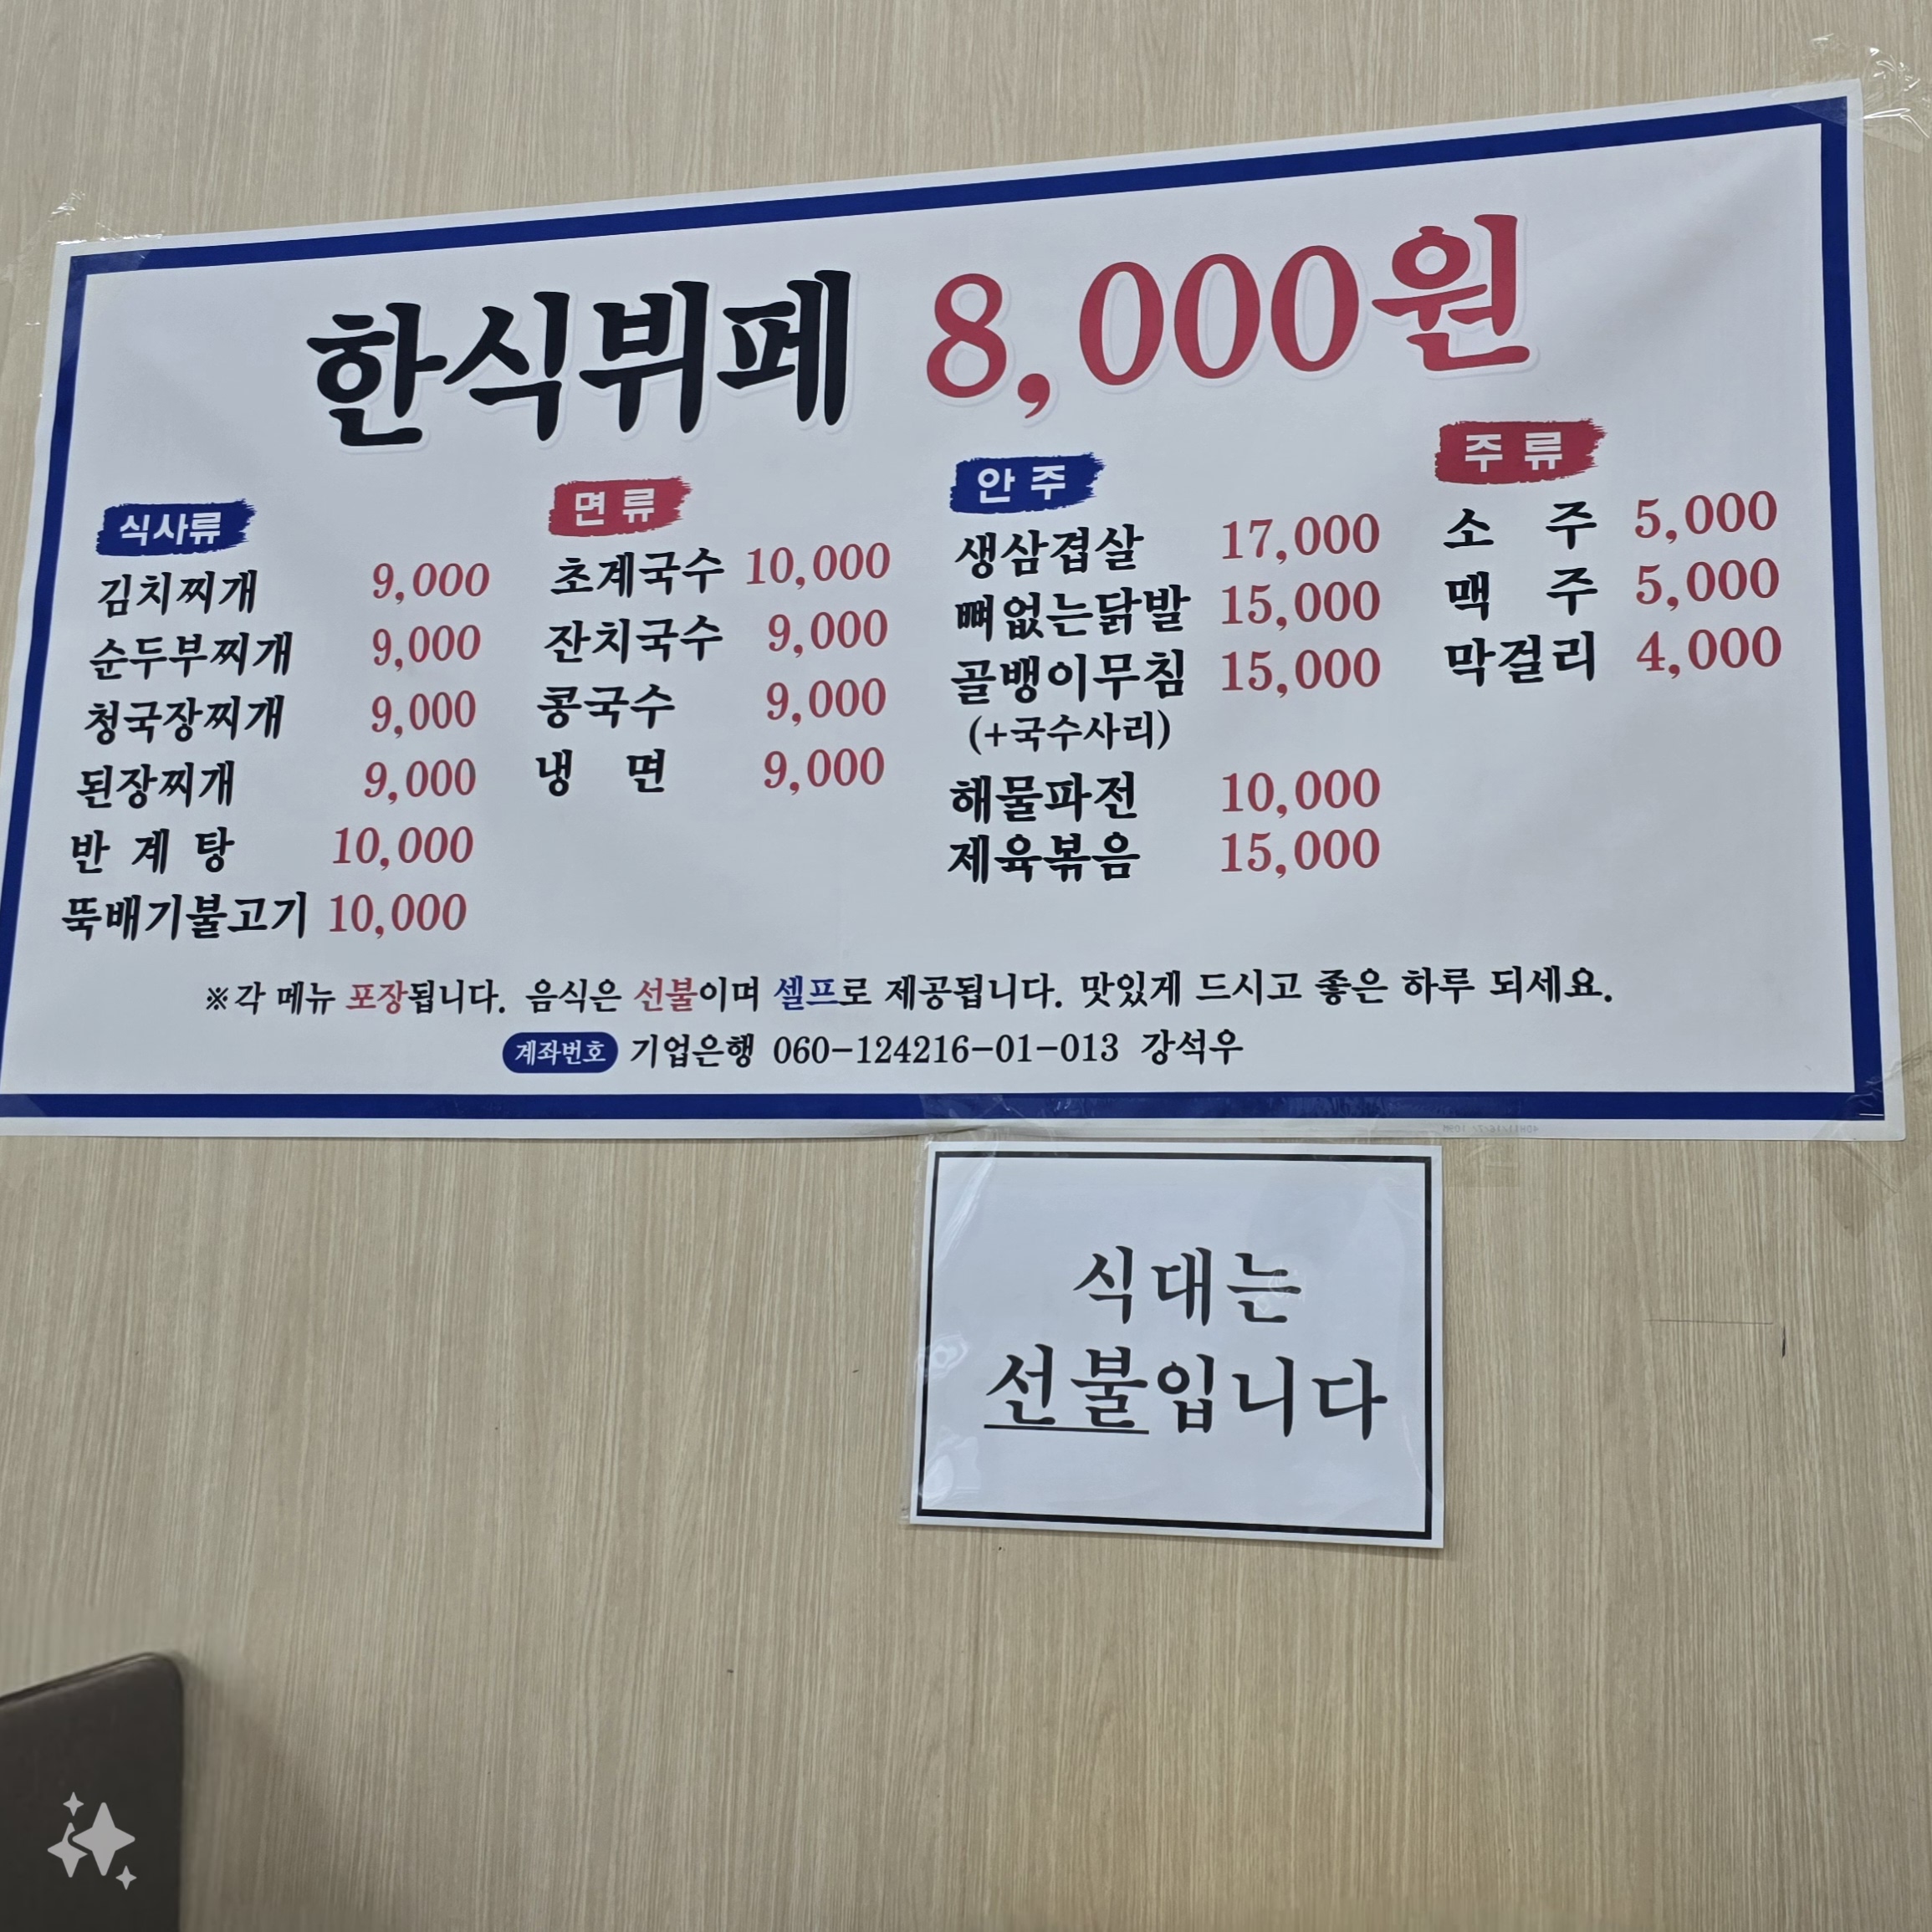 한식뷔페 8,000원
식사류
김치찌개 9,000
순두부찌개 9,000
청국장찌개 9,000
된장찌개 9,000
반 계 탕 10,000
뚝배기불고기 10,000
면 류
초계국수 10,000
잔치국수 9,000
콩국수 9,000
냉 면 9,000
안 주
생삼겹살 17,000
뼈없는닭발 15,000
골뱅이무침 15,000
(+국수사리)
해물파전 10,000
제육볶음 15,000
주 류
소 주 5,000
맥 주 5,000
막걸리 4,000
※각 메뉴 포장됩니다. 음식은 선불이며 셀프로 제공됩니다. 맛있게 드시고 좋은 하루 되세요.
계좌번호 기업은행 060-124216-01-013 강석우
식대는
선불입니다